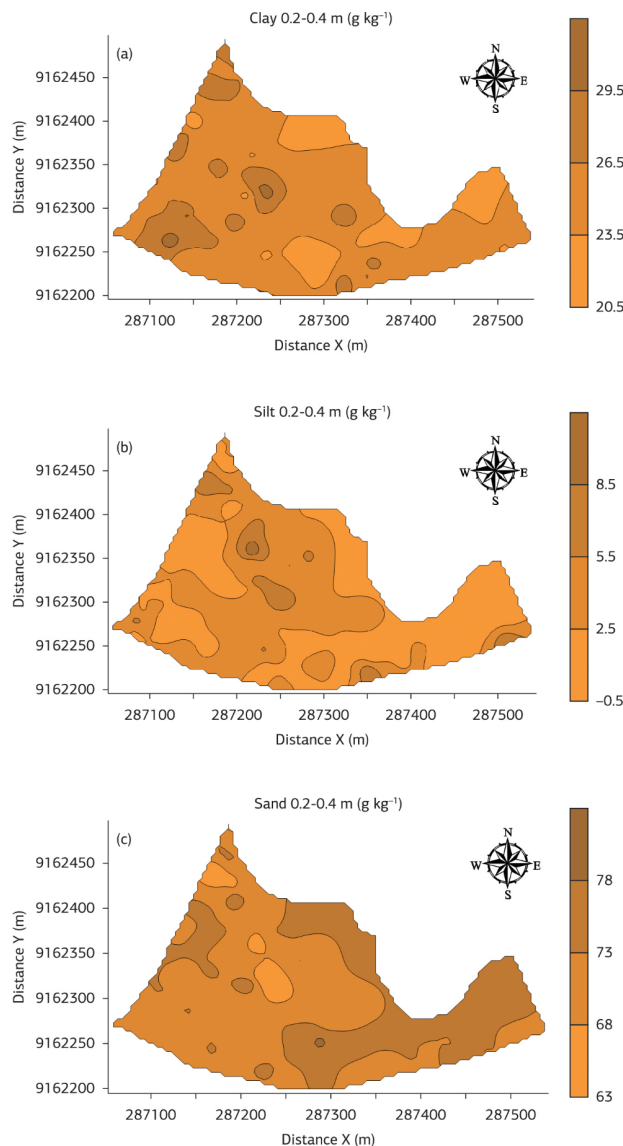 Clay 0.2-0.4 m (g kg⁻¹)
(a)
N
W E
S
9162450
9162400
9162350
9162300
9162250
9162200
Distance Y (m)
287100 287200 287300 287400 287500
Distance X (m)
29.5
26.5
23.5
20.5
Silt 0.2-0.4 m (g kg⁻¹)
(b)
N
W E
S
9162450
9162400
9162350
9162300
9162250
9162200
Distance Y (m)
287100 287200 287300 287400 287500
Distance X (m)
8.5
5.5
2.5
−0.5
Sand 0.2-0.4 m (g kg⁻¹)
(c)
N
W E
S
9162450
9162400
9162350
9162300
9162250
9162200
Distance Y (m)
287100 287200 287300 287400 287500
Distance X (m)
78
73
68
63